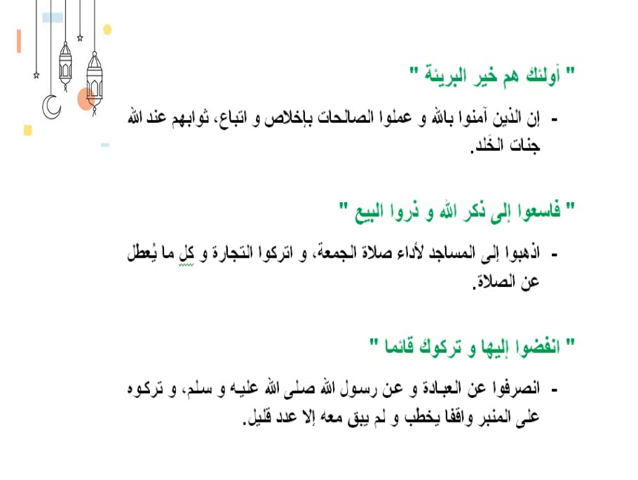 " أولئك هم خير البريئة "
- إن الذين آمنوا بالله و عملوا الصالحات بإخلاص و اتباع، ثوابهم عند الله
جنات الخَلد.
" فاسعوا إلى ذكر الله و ذروا البيع "
- اذهبوا إلى المساجد لأداء صلاة الجمعة، و اتركوا التجارة و كل ما يُعطل
عن الصلاة.
" انفضوا إليها و تركوك قائما "
- انصرفوا عن العبادة و عن رسول الله صلى الله عليه و سلم، و تركوه
على المنبر واقفا يخطب و لم يبق معه إلا عدد قليل.